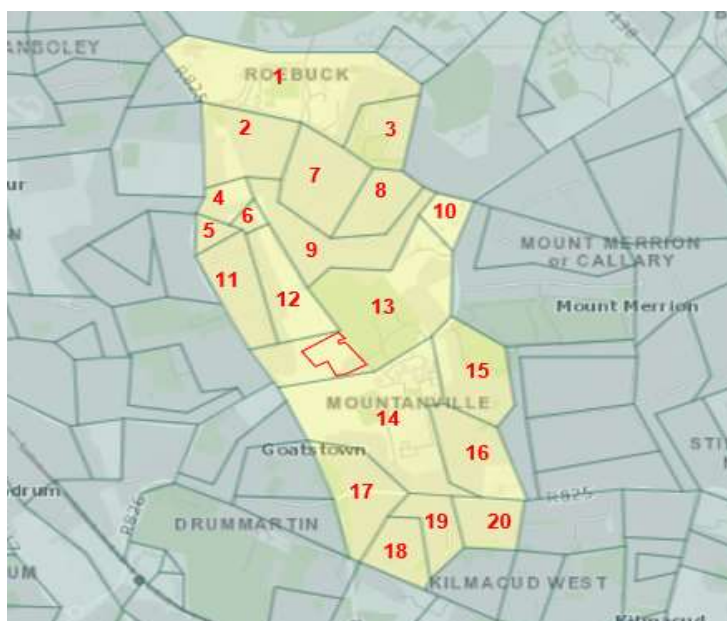 ANBOLEY
R825
ROEBUCK
1
2
3
7
8
4
6
5
10
ur
N
9
MOUNT MERRION
or CALLARY
11
12
13
Mount Merrion
15
MOUNTANVILLE
14
Goatstown
16
STI
drum
17
R825
R826
DRUMMARTIN
19
20
18
UM
KILMACUD WEST
Kilmacud